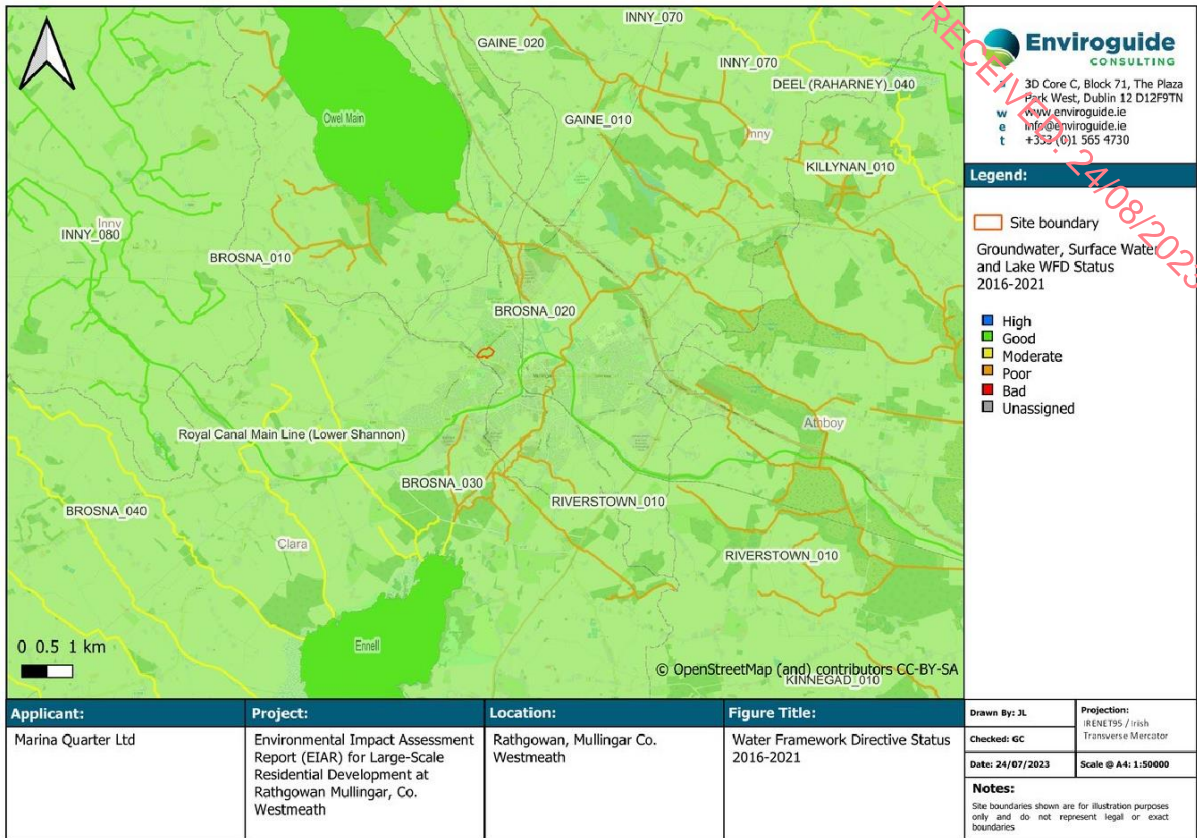 INNY_070
GAINE_020
INNY_070
DEEL (RAHARNEY)_040
Owel Main
GAINE_010
Inny
KILLYNAN_010
Inny
INNY_080
BROSNA_010
BROSNA_020
Athboy
Royal Canal Main Line (Lower Shannon)
BROSNA_030
RIVERSTOWN_010
BROSNA_040
Clara
RIVERSTOWN_010
Ennell
0 0.5 1 km
© OpenStreetMap (and) contributors CC-BY-SA
KINNEGAD_010
Enviroguide
CONSULTING
3D Core C, Block 71, The Plaza
Park West, Dublin 12 D12F9TN
w www.enviroguide.ie
e info@enviroguide.ie
t +353 (0)1 565 4730
RECEIVED: 24/08/2023
Legend:
Site boundary
Groundwater, Surface Water
and Lake WFD Status
2016-2021
High
Good
Moderate
Poor
Bad
Unassigned
Applicant:
Marina Quarter Ltd
Project:
Environmental Impact Assessment
Report (EIAR) for Large-Scale
Residential Development at
Rathgowan Mullingar, Co.
Westmeath
Location:
Rathgowan, Mullingar Co.
Westmeath
Figure Title:
Water Framework Directive Status
2016-2021
Drawn By: JL
Checked: GC
Date: 24/07/2023
Projection:
IRENET95 / Irish
Transverse Mercator
Scale @ A4: 1:50000
Notes:
Site boundaries shown are for illustration purposes
only and do not represent legal or exact
boundaries